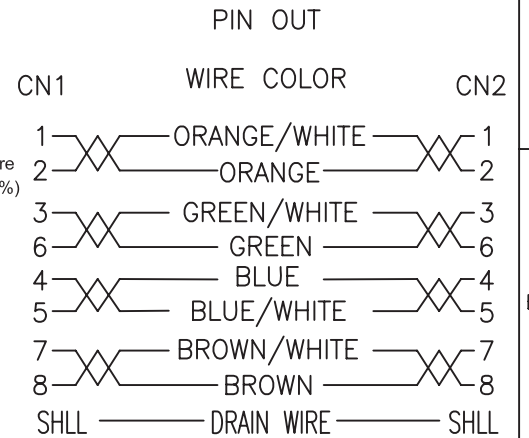 PIN OUT
CN1 WIRE COLOR CN2
1 ORANGE/WHITE 1
re
2 ORANGE 2
%)
3 GREEN/WHITE 3
6 GREEN 6
4 BLUE 4
5 BLUE/WHITE 5
7 BROWN/WHITE 7
8 BROWN 8
SHLL DRAIN WIRE SHLL